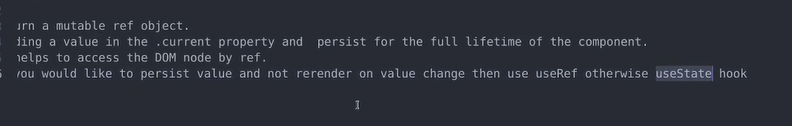 urn a mutable ref object.
ding a value in the .current property and  persist for the full lifetime of the component.
helps to access the DOM node by ref.
you would like to persist value and not rerender on value change then use useRef otherwise useState hook